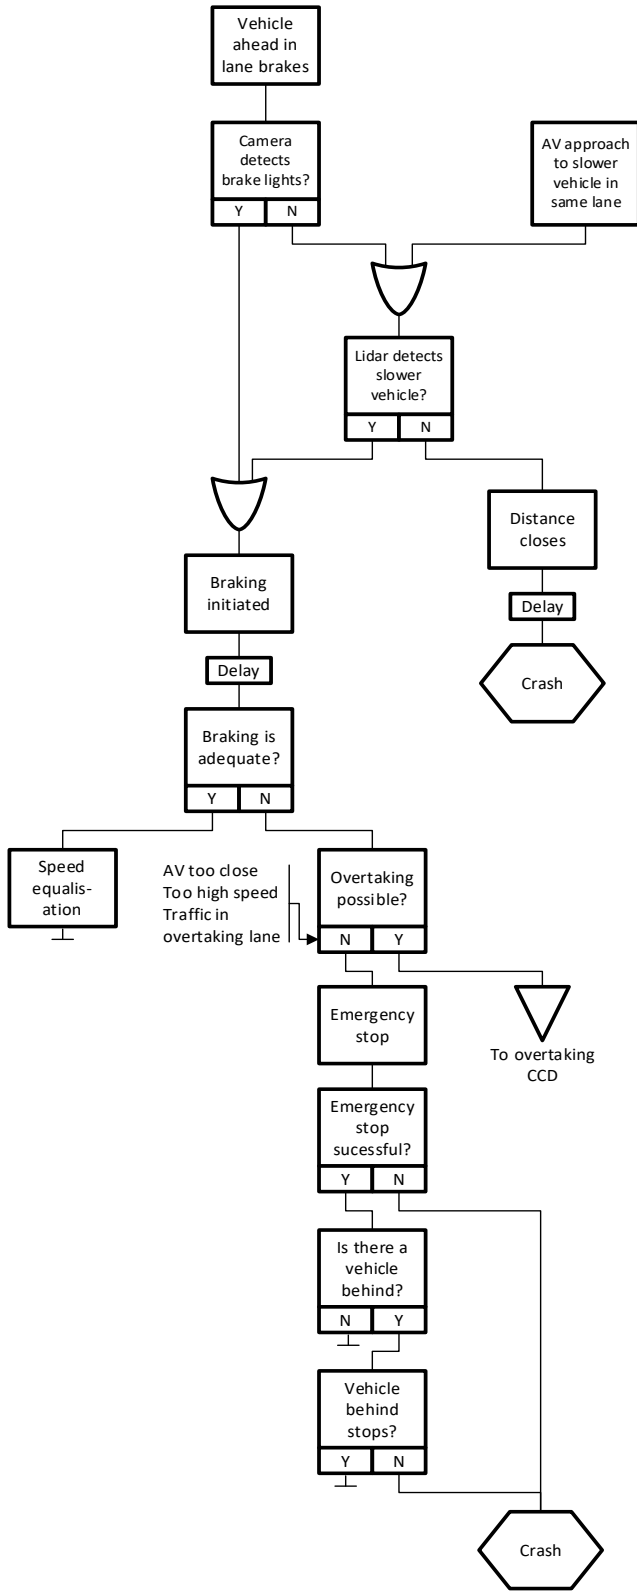 Vehicle
ahead in
lane brakes
Camera
detects
brake lights?
Y
N
AV approach
to slower
vehicle in
same lane
Lidar detects
slower
vehicle?
Y
N
Distance
closes
Delay
Crash
Braking
initiated
Delay
Braking is
adequate?
Y
N
Speed
equalis-
ation
AV too close
Too high speed
Traffic in
overtaking lane
Overtaking
possible?
N
Y
To overtaking
CCD
Emergency
stop
Emergency
stop
sucessful?
Y
N
Is there a
vehicle
behind?
N
Y
Vehicle
behind
stops?
Y
N
Crash